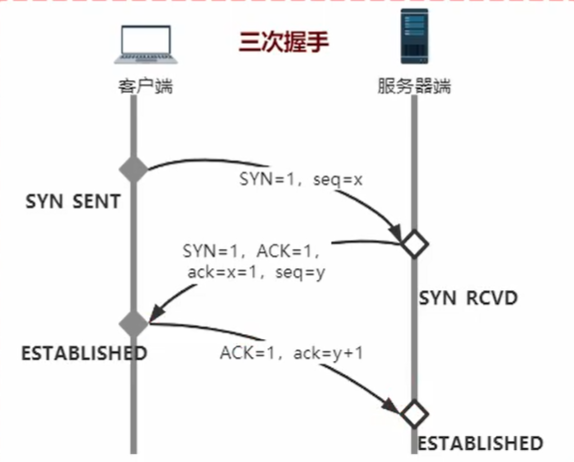 三次握手
客户端
服务器端
SYN=1, seq=x
SYN SENT
SYN=1, ACK=1,
ack=x=1, seq=y
SYN RCVD
ESTABLISHED
ACK=1, ack=y+1
ESTABLISHED